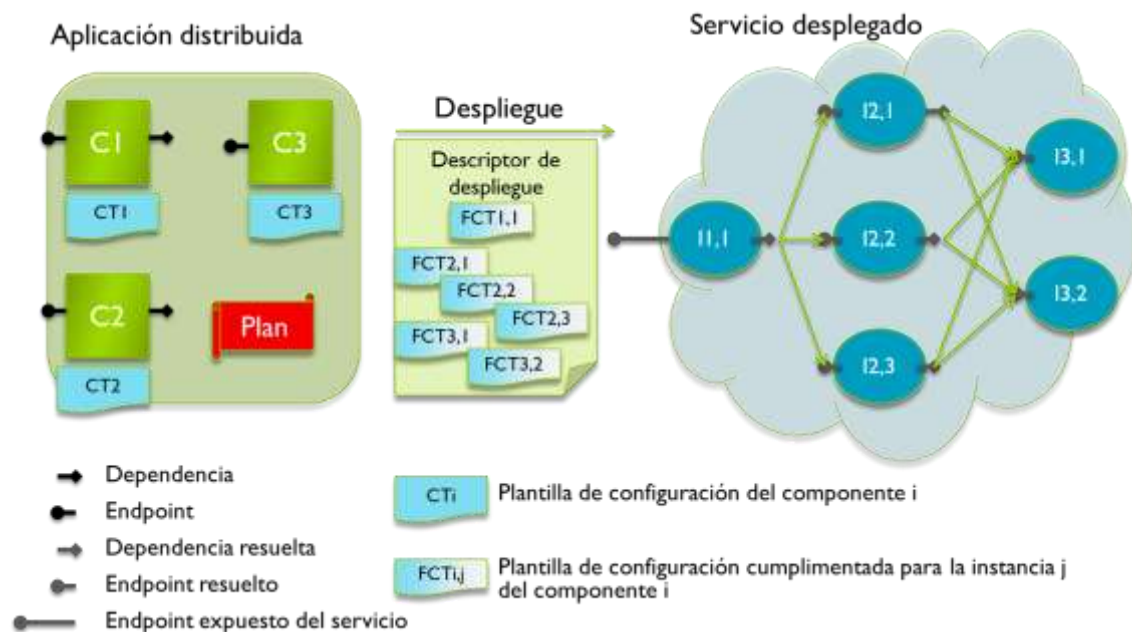 Aplicación distribuida
Servicio desplegado
Despliegue
C1
C3
CT1
CT3
C2
Plan
CT2
Descriptor de
despliegue
FCT1,1
FCT2,1
FCT2,2
FCT2,3
FCT3,1
FCT3,2
I1,1
I2,1
I2,2
I2,3
I3,1
I3,2
Dependencia
Endpoint
Dependencia resuelta
Endpoint resuelto
Endpoint expuesto del servicio
CTi
Plantilla de configuración del componente i
FCTi,j
Plantilla de configuración cumplimentada para la instancia j
del componente i